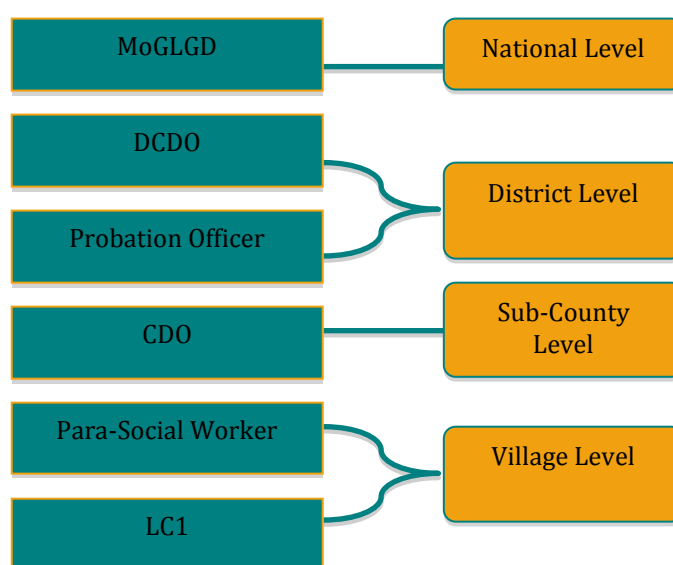 MoGLGD
National Level
DCDO
Probation Officer
District Level
CDO
Sub-County
Level
Para-Social Worker
LC1
Village Level